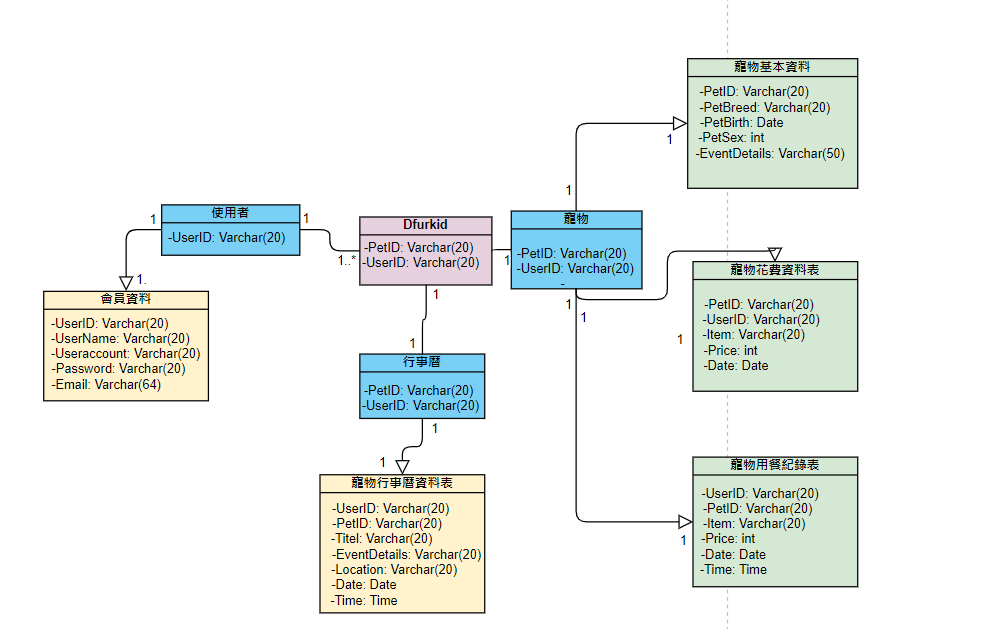 寵物基本資料
-PetID: Varchar(20)
-PetBreed: Varchar(20)
-PetBirth: Date
-PetSex: int
-EventDetails: Varchar(50)
1
1
使用者
-UserID: Varchar(20)
1
1
1.
Dfurkid
-PetID: Varchar(20)
-UserID: Varchar(20)
1..*
1
1
寵物
-PetID: Varchar(20)
-UserID: Varchar(20)
-
1
1
1
會員資料
-UserID: Varchar(20)
-UserName: Varchar(20)
-Useraccount: Varchar(20)
-Password: Varchar(20)
-Email: Varchar(64)
寵物花費資料表
-PetID: Varchar(20)
-UserID: Varchar(20)
-Item: Varchar(20)
-Price: int
-Date: Date
1
行事曆
-PetID: Varchar(20)
-UserID: Varchar(20)
1
1
寵物行事曆資料表
-UserID: Varchar(20)
-PetID: Varchar(20)
-Titel: Varchar(20)
-EventDetails: Varchar(20)
-Location: Varchar(20)
-Date: Date
-Time: Time
寵物用餐紀錄表
-UserID: Varchar(20)
-PetID: Varchar(20)
-Item: Varchar(20)
-Price: int
-Date: Date
-Time: Time
1